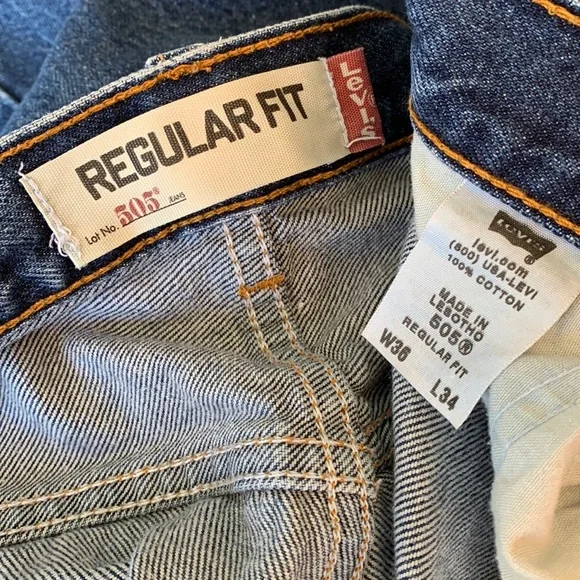 REGULAR FIT
Levi's®
Lot No. 505® JEANS
Levi's®
levi.com
(800) USA-LEVI
100% COTTON
MADE IN
LESOTHO
505®
REGULAR FIT
W36 L34